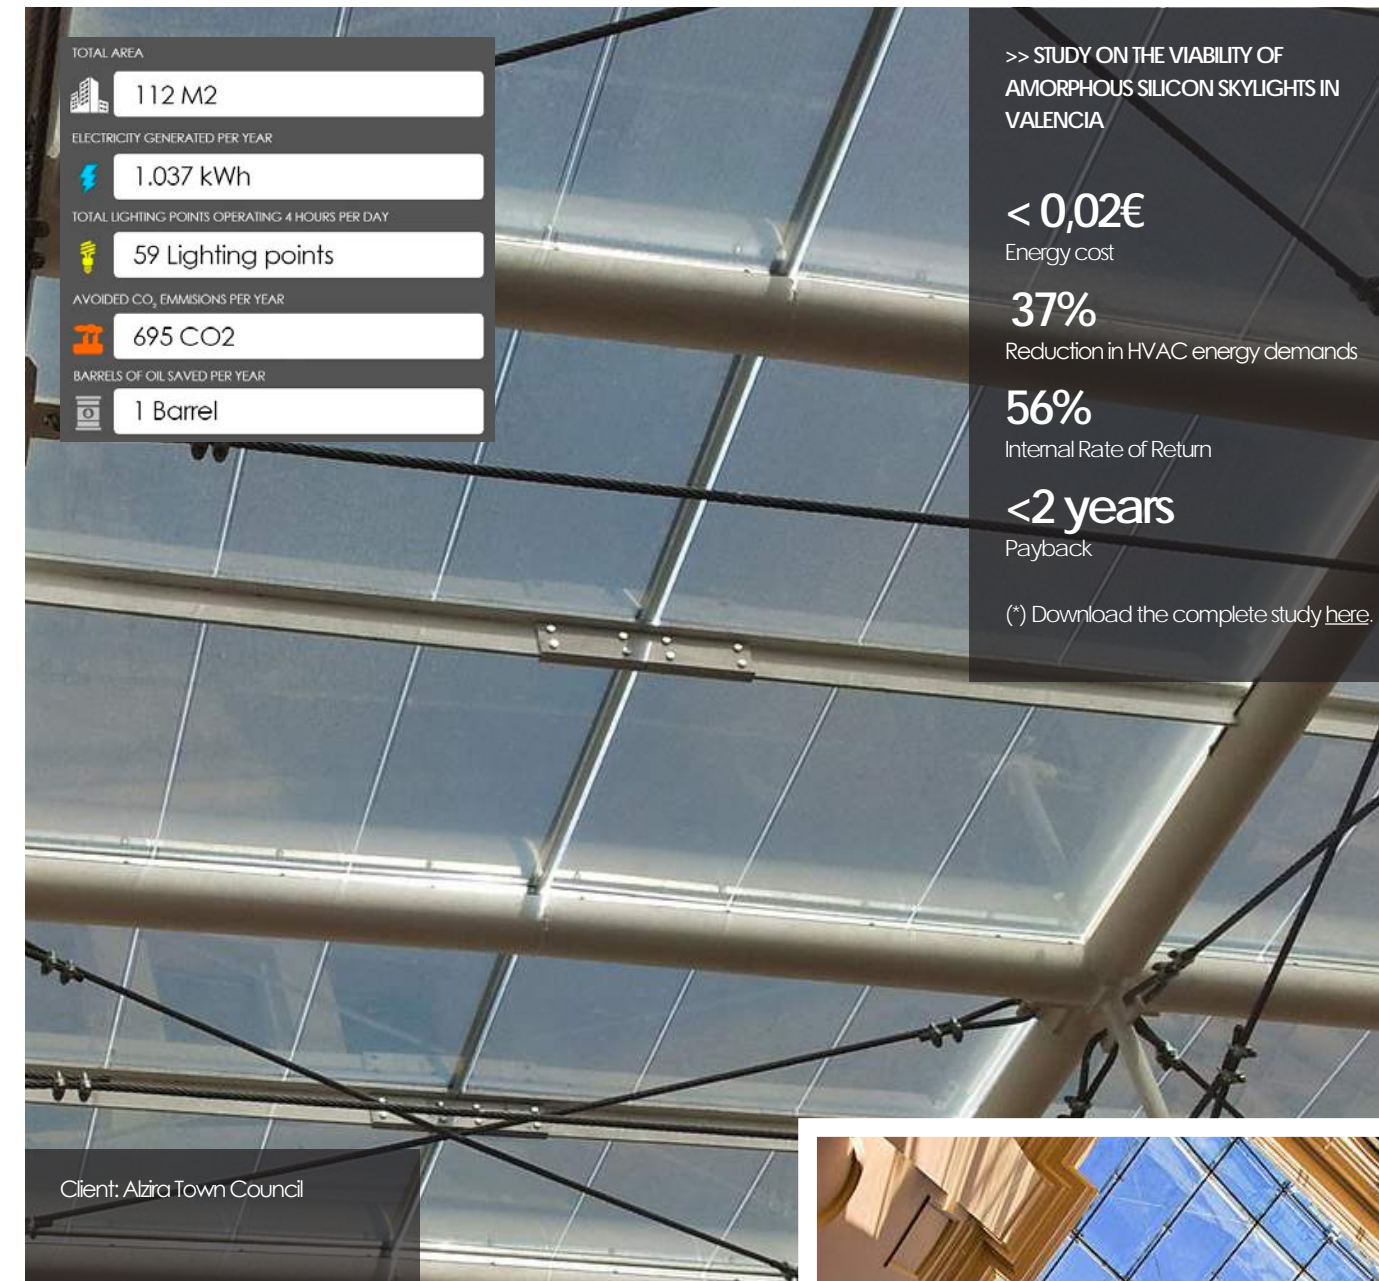 TOTAL AREA
112 M2
ELECTRICITY GENERATED PER YEAR
1.037 kWh
TOTAL LIGHTING POINTS OPERATING 4 HOURS PER DAY
59 Lighting points
AVOIDED CO₂ EMMISIONS PER YEAR
695 CO2
BARRELS OF OIL SAVED PER YEAR
1 Barrel
>> STUDY ON THE VIABILITY OF
AMORPHOUS SILICON SKYLIGHTS IN
VALENCIA
< 0,02€
Energy cost
37%
Reduction in HVAC energy demands
56%
Internal Rate of Return
<2 years
Payback
(*) Download the complete study here.
Client: Alzira Town Council